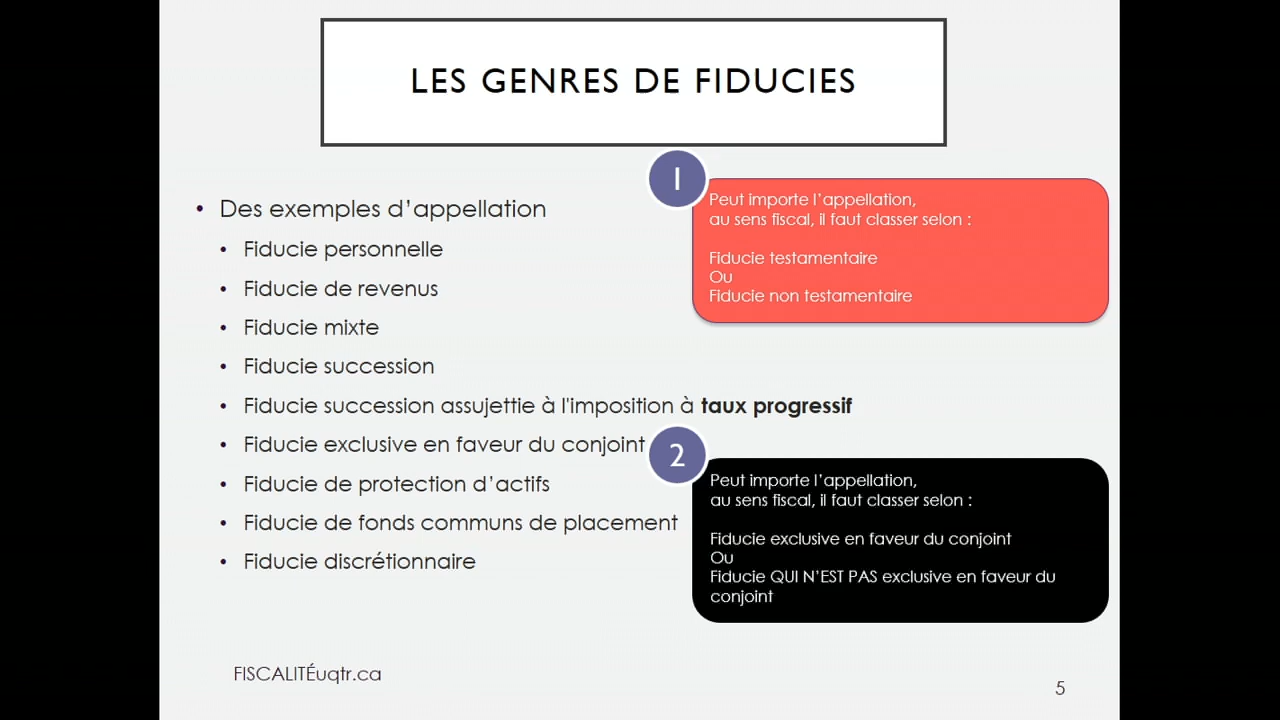 LES GENRES DE FIDUCIES
• Des exemples d’appellation
• Fiducie personnelle
• Fiducie de revenus
• Fiducie mixte
• Fiducie succession
• Fiducie succession assujettie à l'imposition à taux progressif
• Fiducie exclusive en faveur du conjoint
• Fiducie de protection d’actifs
• Fiducie de fonds communs de placement
• Fiducie discrétionnaire
1
Peut importe l’appellation,
au sens fiscal, il faut classer selon :
Fiducie testamentaire
Ou
Fiducie non testamentaire
2
Peut importe l’appellation,
au sens fiscal, il faut classer selon :
Fiducie exclusive en faveur du conjoint
Ou
Fiducie QUI N’EST PAS exclusive en faveur du
conjoint
FISCALITÉuqtr.ca
5